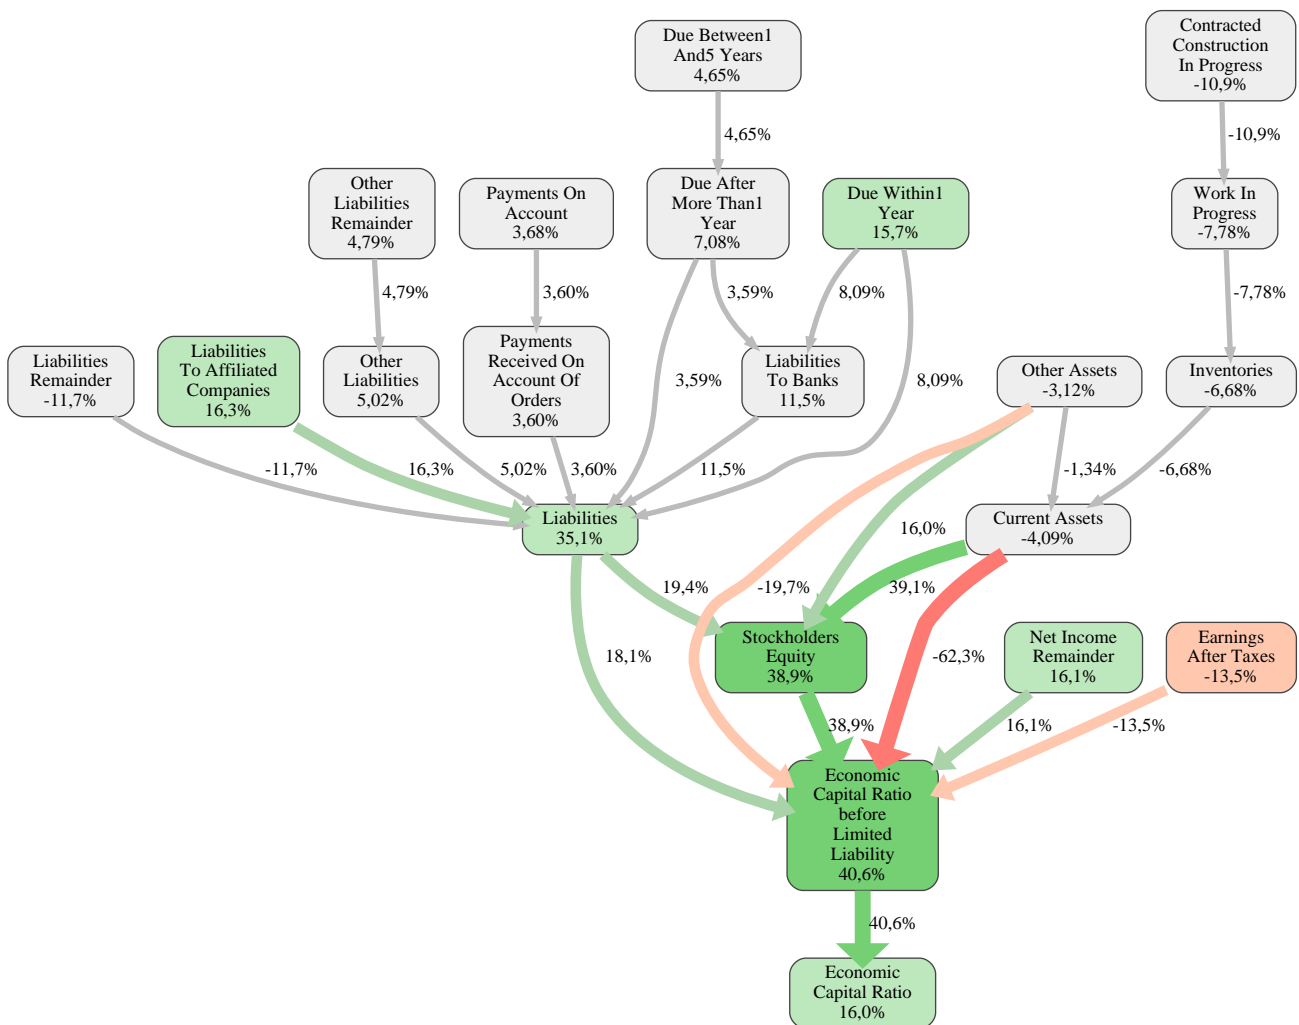 Due Between1
And5 Years
4,65%
Contracted
Construction
In Progress
-10,9%
4,65%
-10,9%
Other
Liabilities
Remainder
4,79%
Payments On
Account
3,68%
Due After
More Than1
Year
7,08%
Due Within1
Year
15,7%
Work In
Progress
-7,78%
4,79%
3,60%
3,59%
8,09%
-7,78%
Liabilities
Remainder
-11,7%
Liabilities
To Affiliated
Companies
16,3%
Other
Liabilities
5,02%
Payments
Received On
Account Of
Orders
3,60%
3,59%
Liabilities
To Banks
11,5%
8,09%
Other Assets
-3,12%
Inventories
-6,68%
-11,7%
16,3%
5,02%
3,60%
11,5%
-1,34%
-6,68%
Liabilities
35,1%
16,0%
Current Assets
-4,09%
19,4%
-19,7%
39,1%
18,1%
Stockholders
Equity
38,9%
-62,3%
Net Income
Remainder
16,1%
Earnings
After Taxes
-13,5%
38,9%
16,1%
-13,5%
Economic
Capital Ratio
before
Limited
Liability
40,6%
40,6%
Economic
Capital Ratio
16,0%